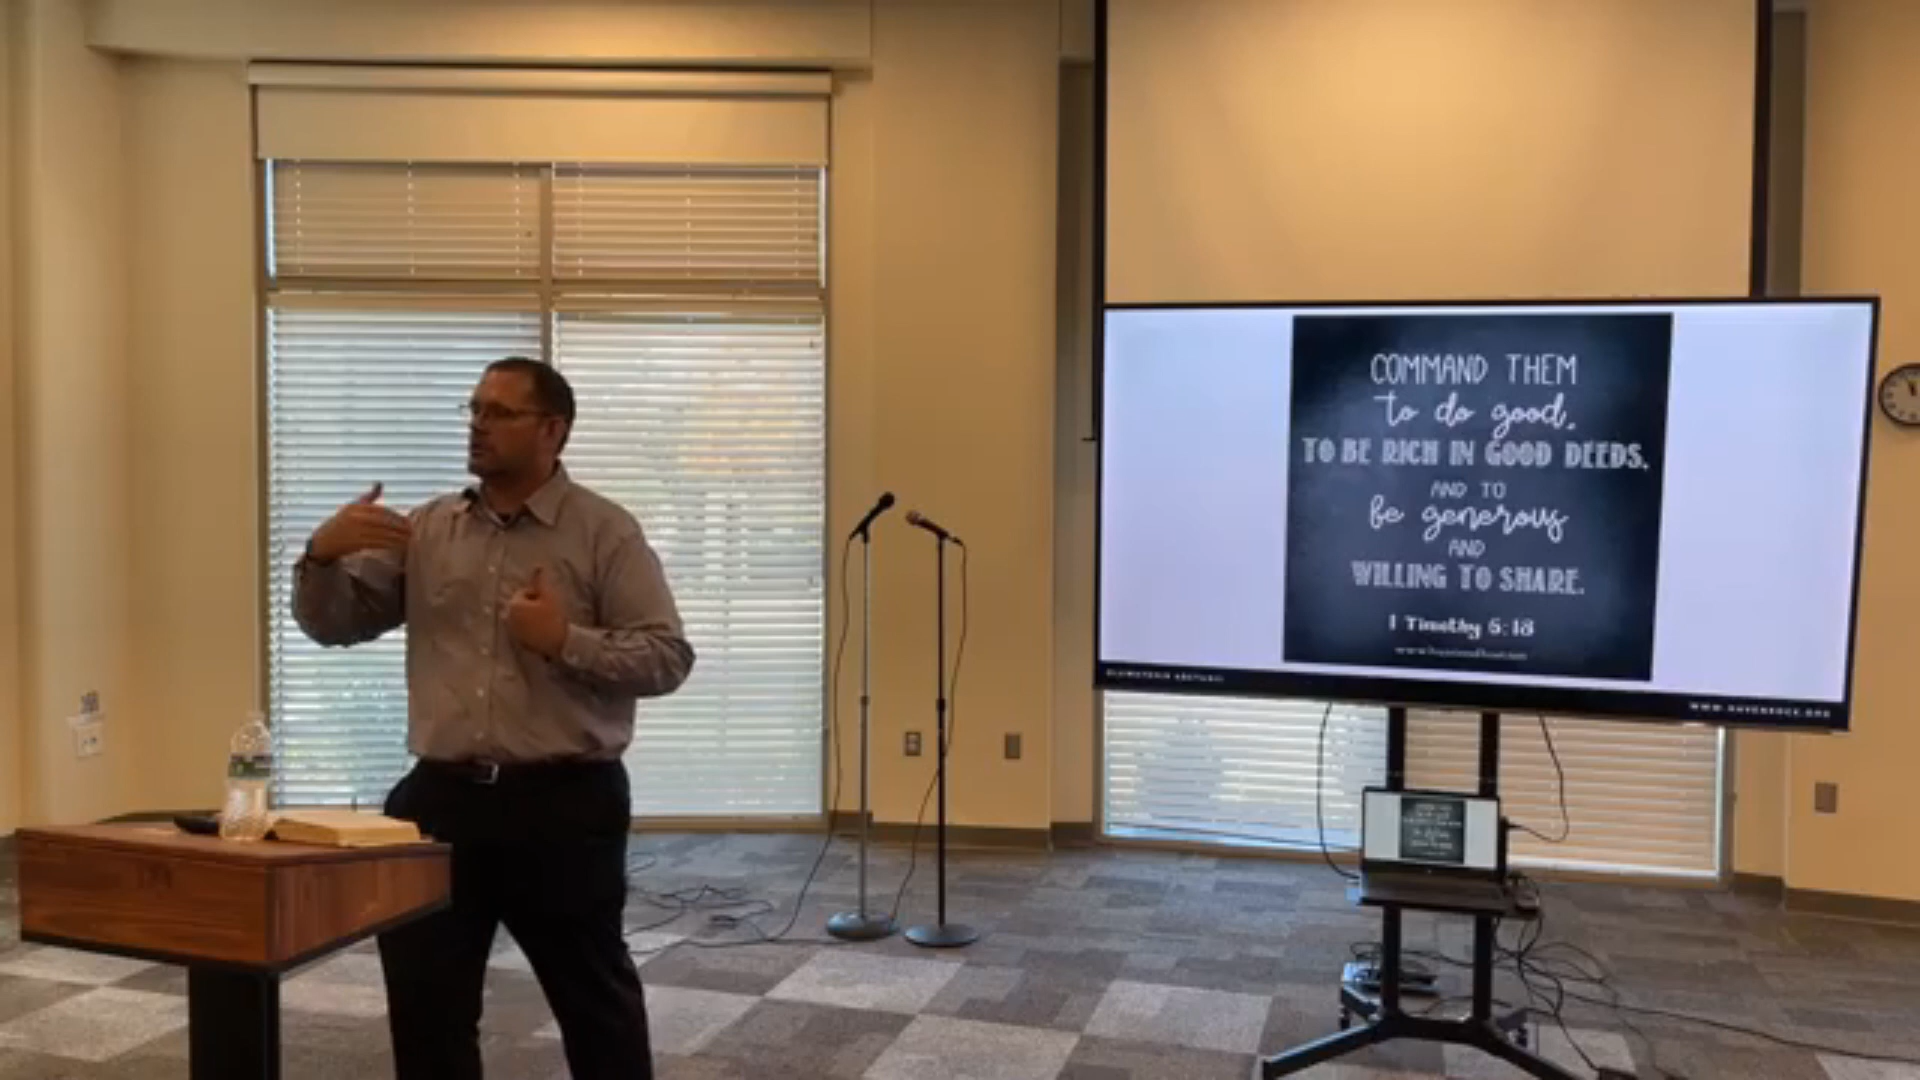 COMMAND THEM
to do good,
TO BE RICH IN GOOD DEEDS,
AND TO
be generous
AND
WILLING TO SHARE.
1 Timothy 6:18